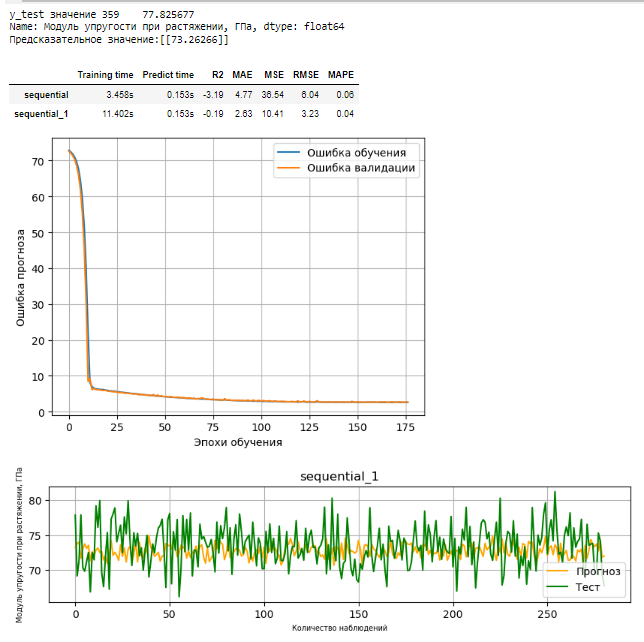 y_test значение 359    77.825677
Name: Модуль упругости при растяжении, ГПа, dtype: float64
Предсказательное значение:[[73.26266]]
Training time Predict time R2 MAE MSE RMSE MAPE
sequential 3.458s 0.153s -3.19 4.77 36.54 6.04 0.06
sequential_1 11.402s 0.153s -0.19 2.63 10.41 3.23 0.04
Ошибка обучения
Ошибка валидации
70
60
50
40
30
20
10
0
Ошибка прогноза
0 25 50 75 100 125 150 175
Эпохи обучения
sequential_1
Модуль упругости при растяжении, ГПа
80
75
70
Прогноз
Тест
0 50 100 150 200 250
Количество наблюдений